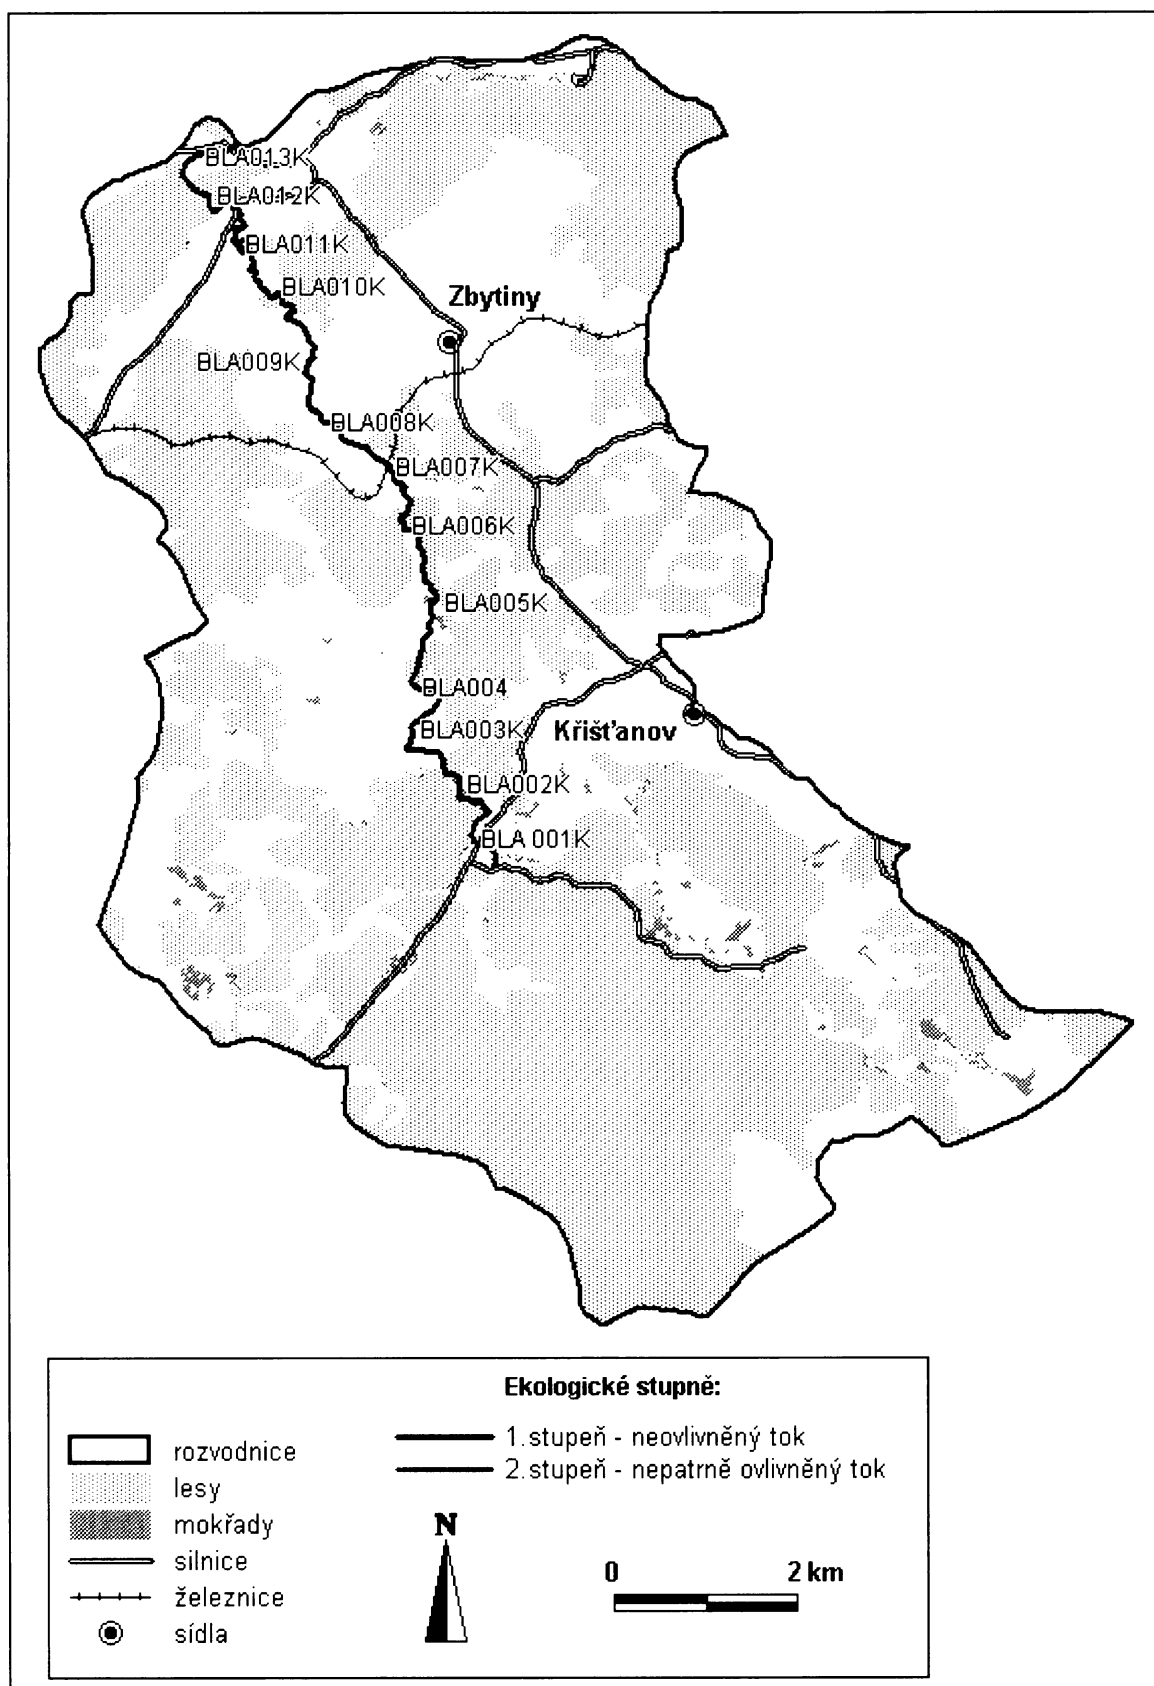 BLA013K
BLA012K
BLA011K
BLA010K
Zbytiny
BLA009K
BLA008K
BLA007K
BLA006K
BLA005K
BLA004
BLA003K
Křišťanov
BLA002K
BLA 001K
Ekologické stupně:
1.stupeň - neovlivněný tok
2.stupeň - nepatrně ovlivněný tok
rozvodnice
lesy
mokřady
silnice
železnice
sídla
N
0 2 km